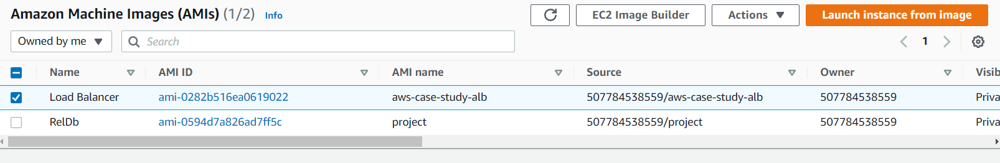 Amazon Machine Images (AMIs) (1/2) Info EC2 Image Builder Actions Launch instance from image
Owned by me Search 1
Name AMI ID AMI name Source Owner Visib
Load Balancer ami-0282b516ea0619022 aws-case-study-alb 507784538559/aws-case-study-alb 507784538559 Priva
RelDb ami-0594d7a826ad7ff5c project 507784538559/project 507784538559 Priva